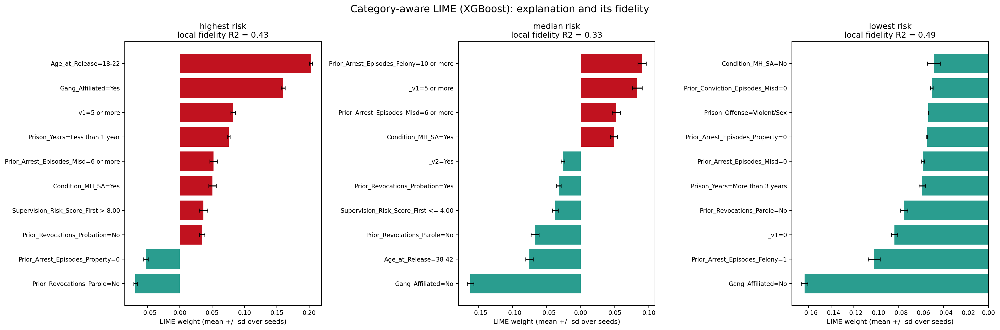 Category-aware LIME (XGBoost): explanation and its fidelity
highest risk
local fidelity R2 = 0.43
Age_at_Release=18-22
Gang_Affiliated=Yes
_v1=5 or more
Prison_Years=Less than 1 year
Prior_Arrest_Episodes_Misd=6 or more
Condition_MH_SA=Yes
Supervision_Risk_Score_First > 8.00
Prior_Revocations_Probation=No
Prior_Arrest_Episodes_Property=0
Prior_Revocations_Parole=No
−0.05 0.00 0.05 0.10 0.15 0.20
LIME weight (mean +/- sd over seeds)
median risk
local fidelity R2 = 0.33
Prior_Arrest_Episodes_Felony=10 or more
_v1=5 or more
Prior_Arrest_Episodes_Misd=6 or more
Condition_MH_SA=Yes
_v2=Yes
Prior_Revocations_Probation=Yes
Supervision_Risk_Score_First <= 4.00
Prior_Revocations_Parole=No
Age_at_Release=38-42
Gang_Affiliated=No
−0.15 −0.10 −0.05 0.00 0.05 0.10
LIME weight (mean +/- sd over seeds)
lowest risk
local fidelity R2 = 0.49
Condition_MH_SA=No
Prior_Conviction_Episodes_Misd=0
Prison_Offense=Violent/Sex
Prior_Arrest_Episodes_Property=0
Prior_Arrest_Episodes_Misd=0
Prison_Years=More than 3 years
Prior_Revocations_Parole=No
_v1=0
Prior_Arrest_Episodes_Felony=1
Gang_Affiliated=No
−0.16 −0.14 −0.12 −0.10 −0.08 −0.06 −0.04 −0.02 0.00
LIME weight (mean +/- sd over seeds)